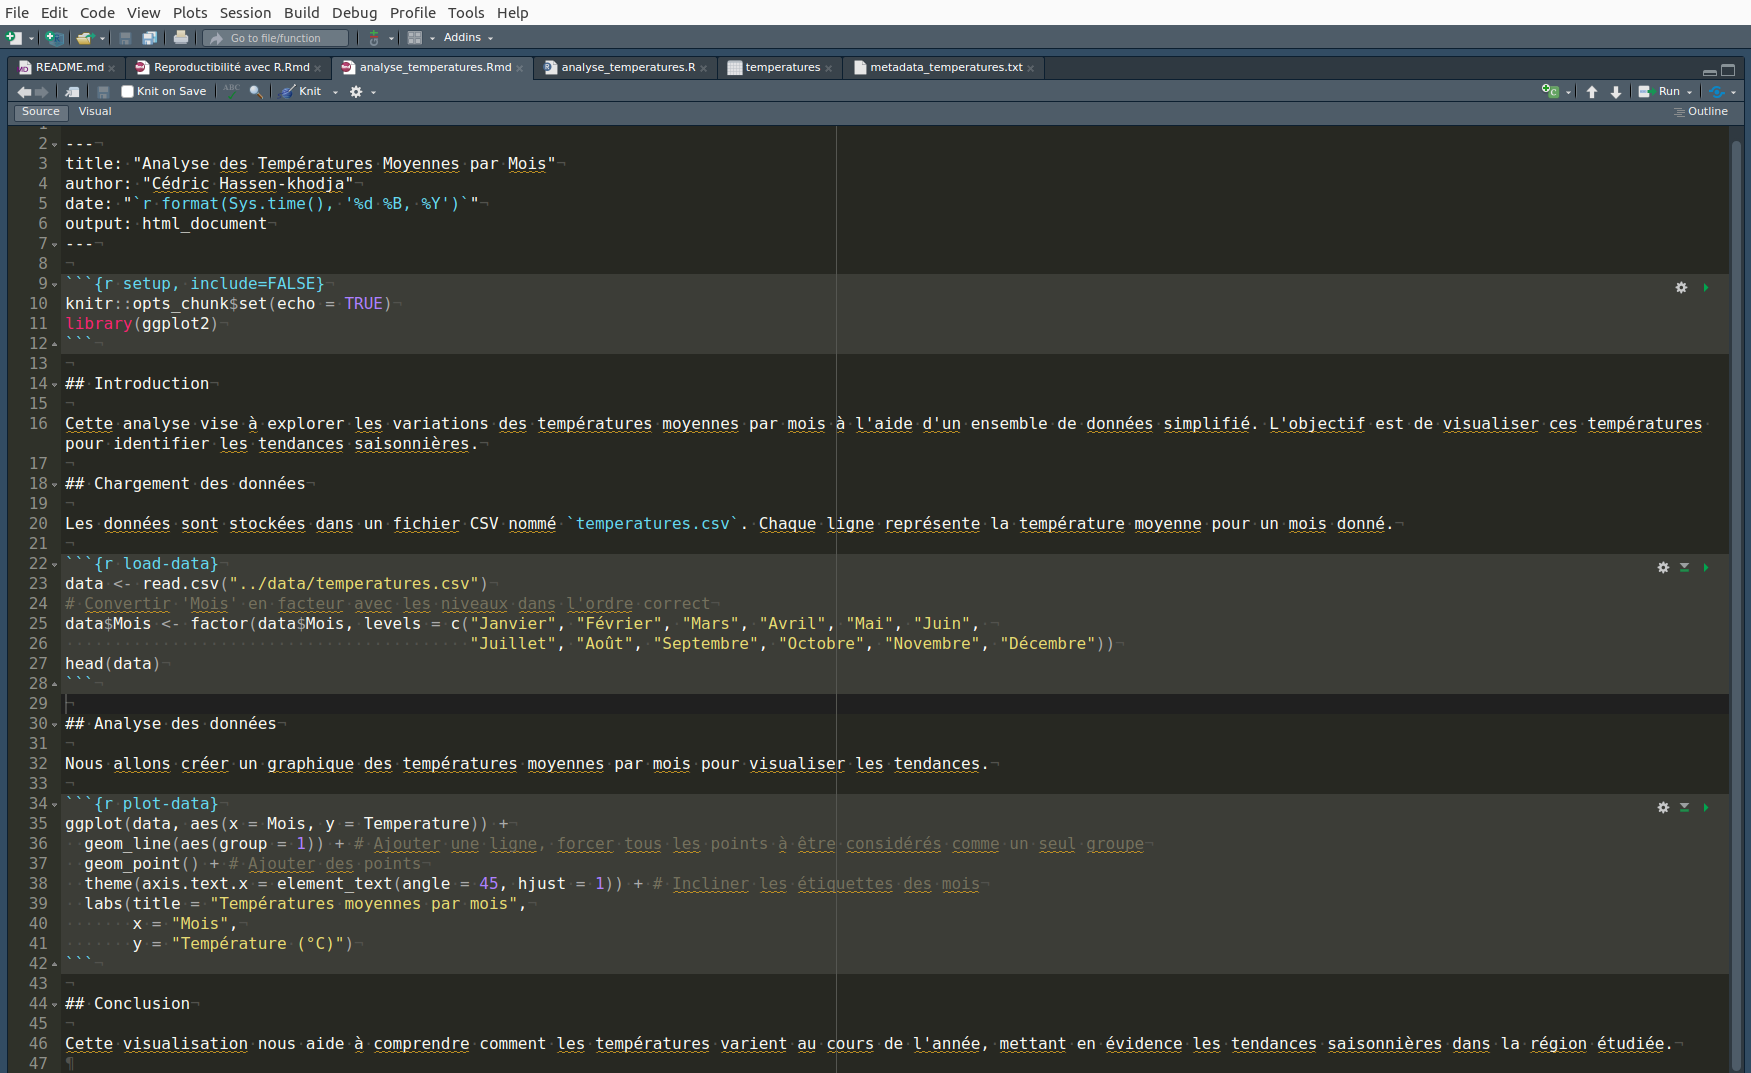 File Edit Code View Plots Session Build Debug Profile Tools Help
Go to file/function Addins
README.md Reproductibilité avec R.Rmd analyse_temperatures.Rmd analyse_temperatures.R temperatures metadata_temperatures.txt
Knit on Save ABC Knit Run
Source Visual Outline
1
2 ---
3 title: "Analyse des Températures Moyennes par Mois"
4 author: "Cédric Hassen-khodja"
5 date: "`r format(Sys.time(), '%d %B, %Y')`"
6 output: html_document
7 ---
8
9 ```{r setup, include=FALSE}
10 knitr::opts_chunk$set(echo = TRUE)
11 library(ggplot2)
12 ```
13
14 ## Introduction
15
16 Cette analyse vise à explorer les variations des températures moyennes par mois à l'aide d'un ensemble de données simplifié. L'objectif est de visualiser ces températures
pour identifier les tendances saisonnières.
17
18 ## Chargement des données
19
20 Les données sont stockées dans un fichier CSV nommé `temperatures.csv`. Chaque ligne représente la température moyenne pour un mois donné.
21
22 ```{r load-data}
23 data <- read.csv("../data/temperatures.csv")
24 # Convertir 'Mois' en facteur avec les niveaux dans l'ordre correct
25 data$Mois <- factor(data$Mois, levels = c("Janvier", "Février", "Mars", "Avril", "Mai", "Juin",
26 "Juillet", "Août", "Septembre", "Octobre", "Novembre", "Décembre"))
27 head(data)
28 ```
29
30 ## Analyse des données
31
32 Nous allons créer un graphique des températures moyennes par mois pour visualiser les tendances.
33
34 ```{r plot-data}
35 ggplot(data, aes(x = Mois, y = Temperature)) +
36 geom_line(aes(group = 1)) + # Ajouter une ligne, forcer tous les points à être considérés comme un seul groupe
37 geom_point() + # Ajouter des points
38 theme(axis.text.x = element_text(angle = 45, hjust = 1)) + # Incliner les étiquettes des mois
39 labs(title = "Températures moyennes par mois",
40 x = "Mois",
41 y = "Température (°C)")
42 ```
43
44 ## Conclusion
45
46 Cette visualisation nous aide à comprendre comment les températures varient au cours de l'année, mettant en évidence les tendances saisonnières dans la région étudiée.
47